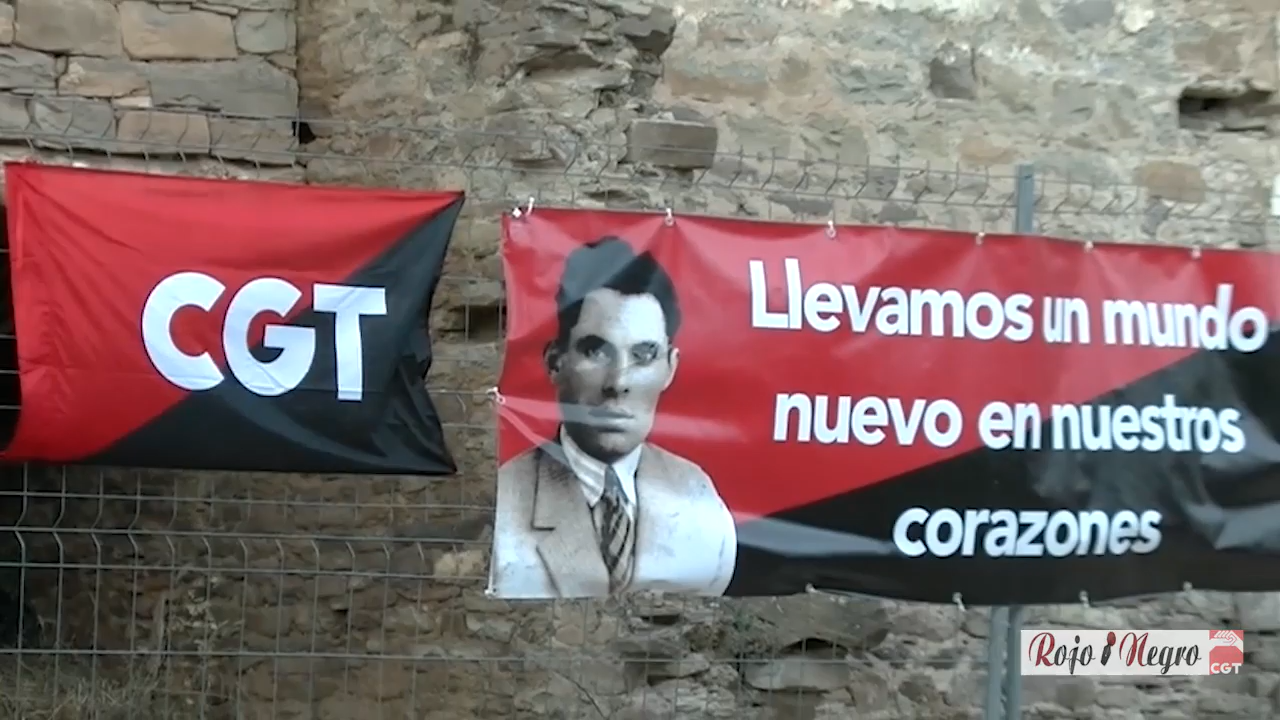 CGT
Llevamos un mundo
nuevo en nuestros
corazones
Rojo Negro
CGT